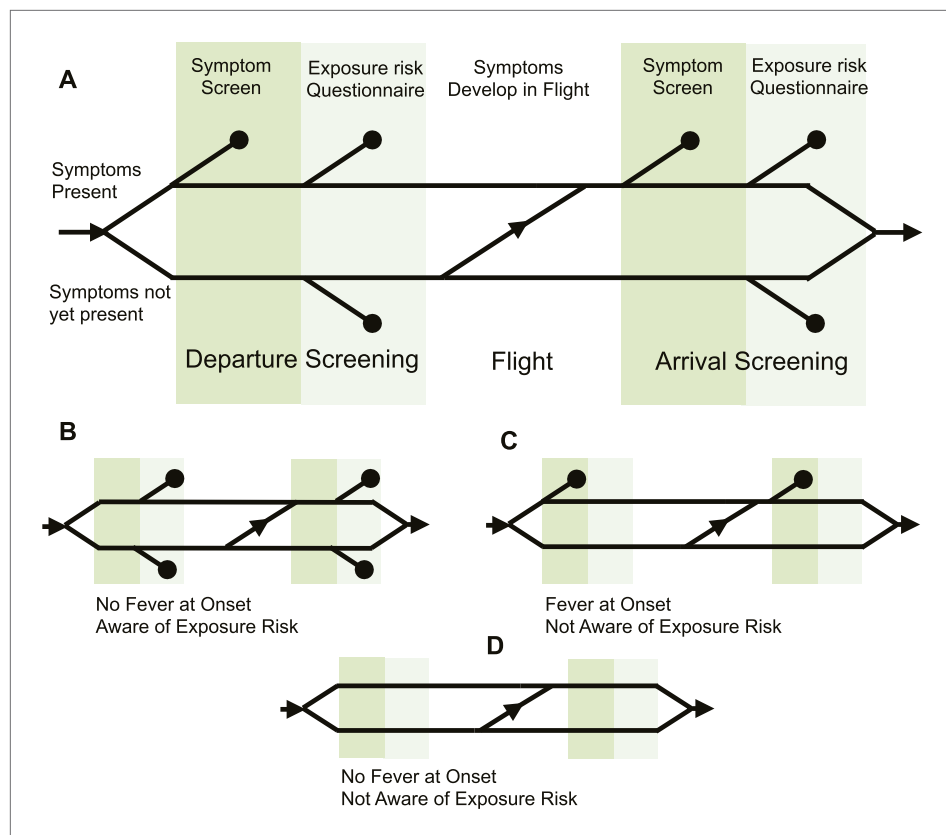 A
Symptom
Screen
Exposure risk
Questionnaire
Symptoms
Develop in Flight
Symptom
Screen
Exposure risk
Questionnaire
Symptoms
Present
Symptoms not
yet present
Departure Screening
Flight
Arrival Screening
B
No Fever at Onset
Aware of Exposure Risk
C
Fever at Onset
Not Aware of Exposure Risk
D
No Fever at Onset
Not Aware of Exposure Risk